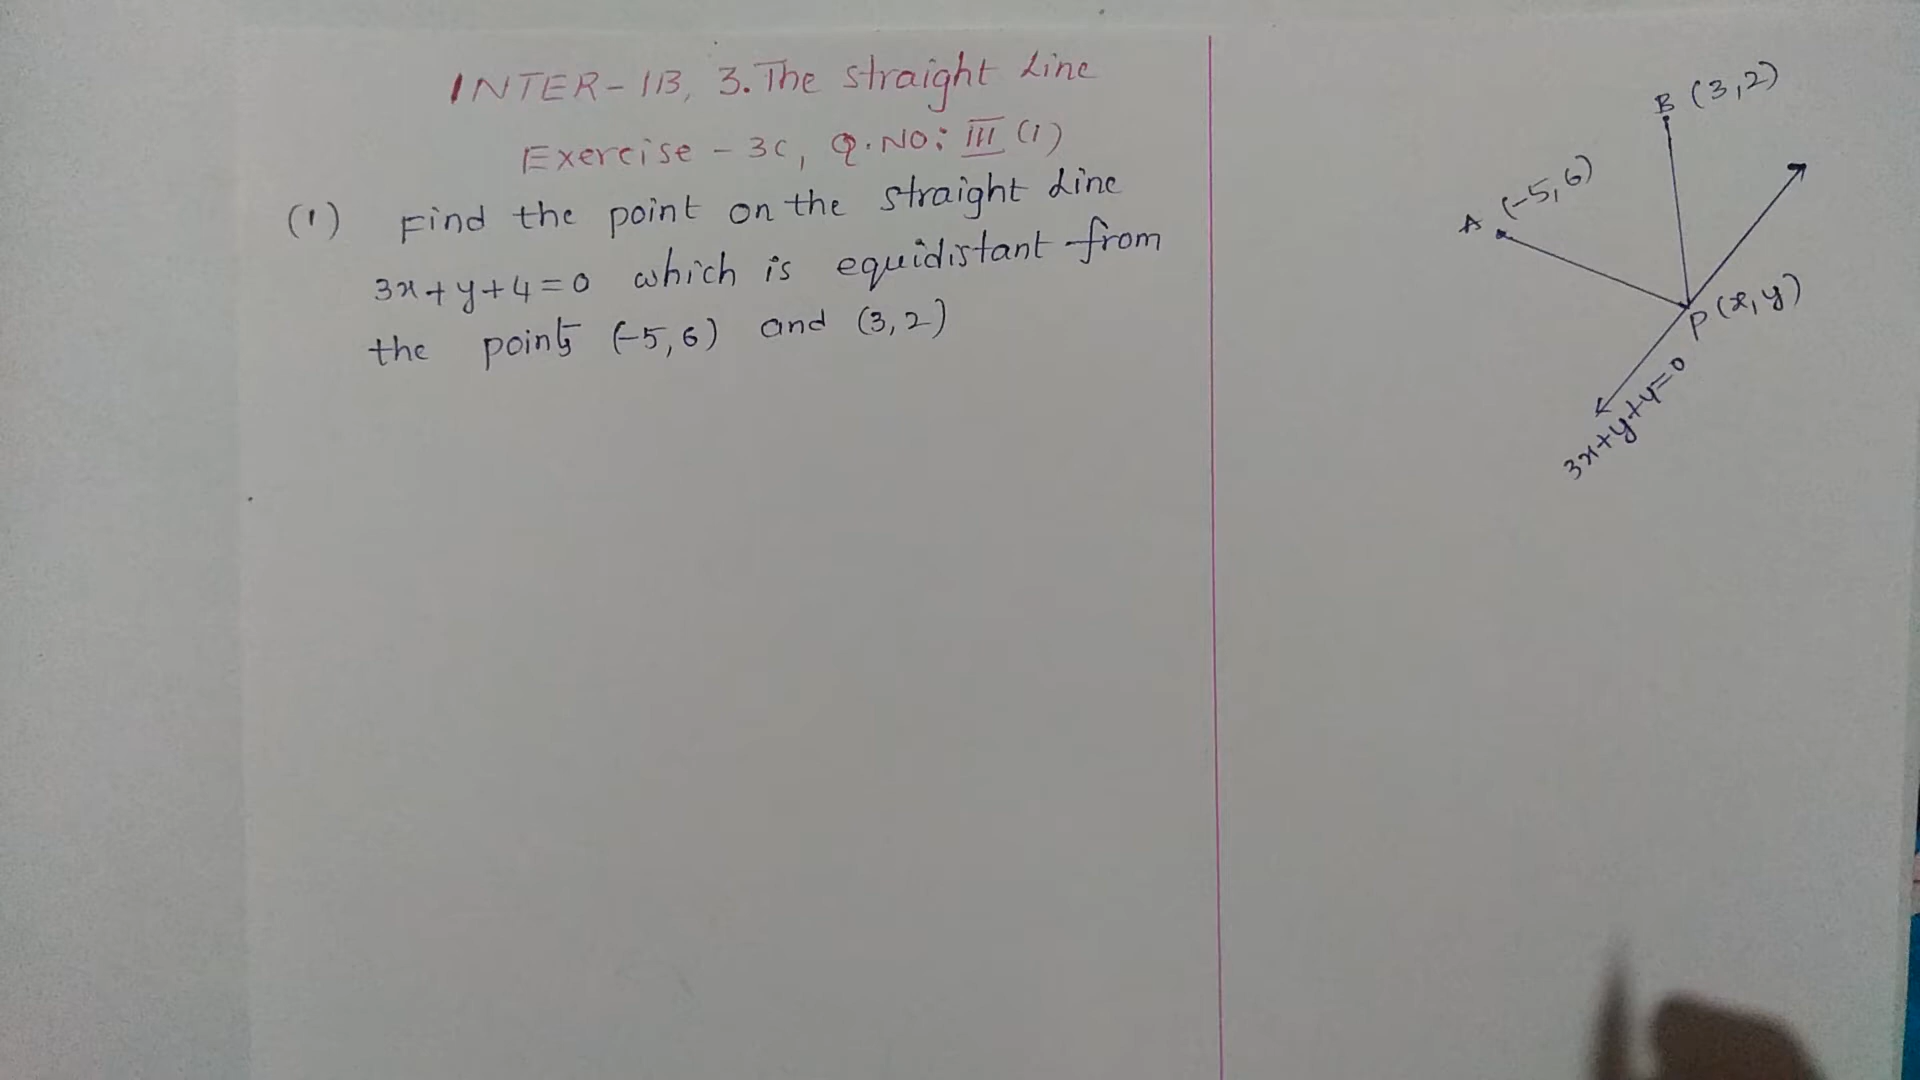 INTER-1B, 3. The straight Line
Exercise - 3c, Q.NO: III (1)
(1) Find the point on the straight Line
3x+y+4=0 which is equidistant from
the points (-5,6) and (3,2)
B (3,2)
A (-5,6)
P(x,y)
3x+y+4=0